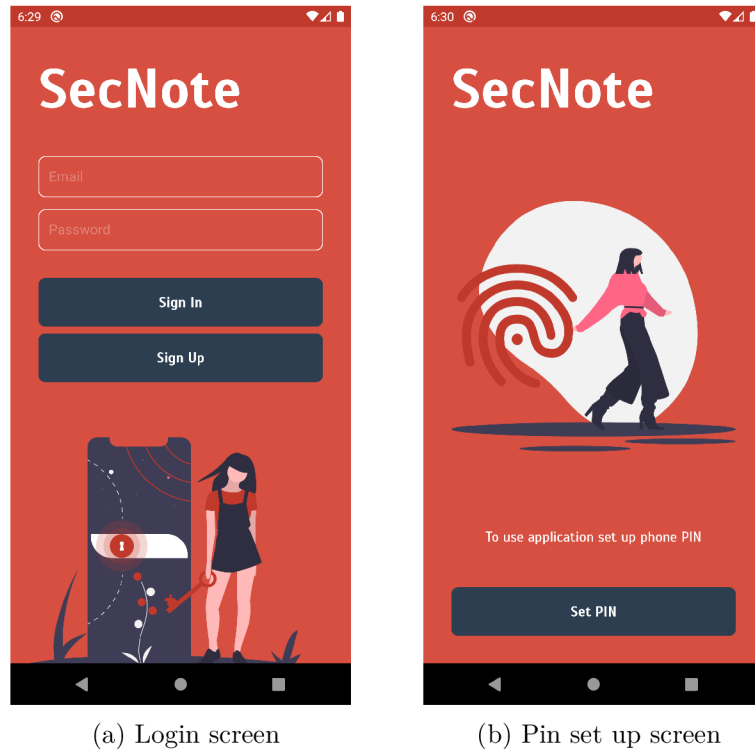 6:29
SecNote
Email
Password
Sign In
Sign Up
(a) Login screen
6:30
SecNote
To use application set up phone PIN
Set PIN
(b) Pin set up screen